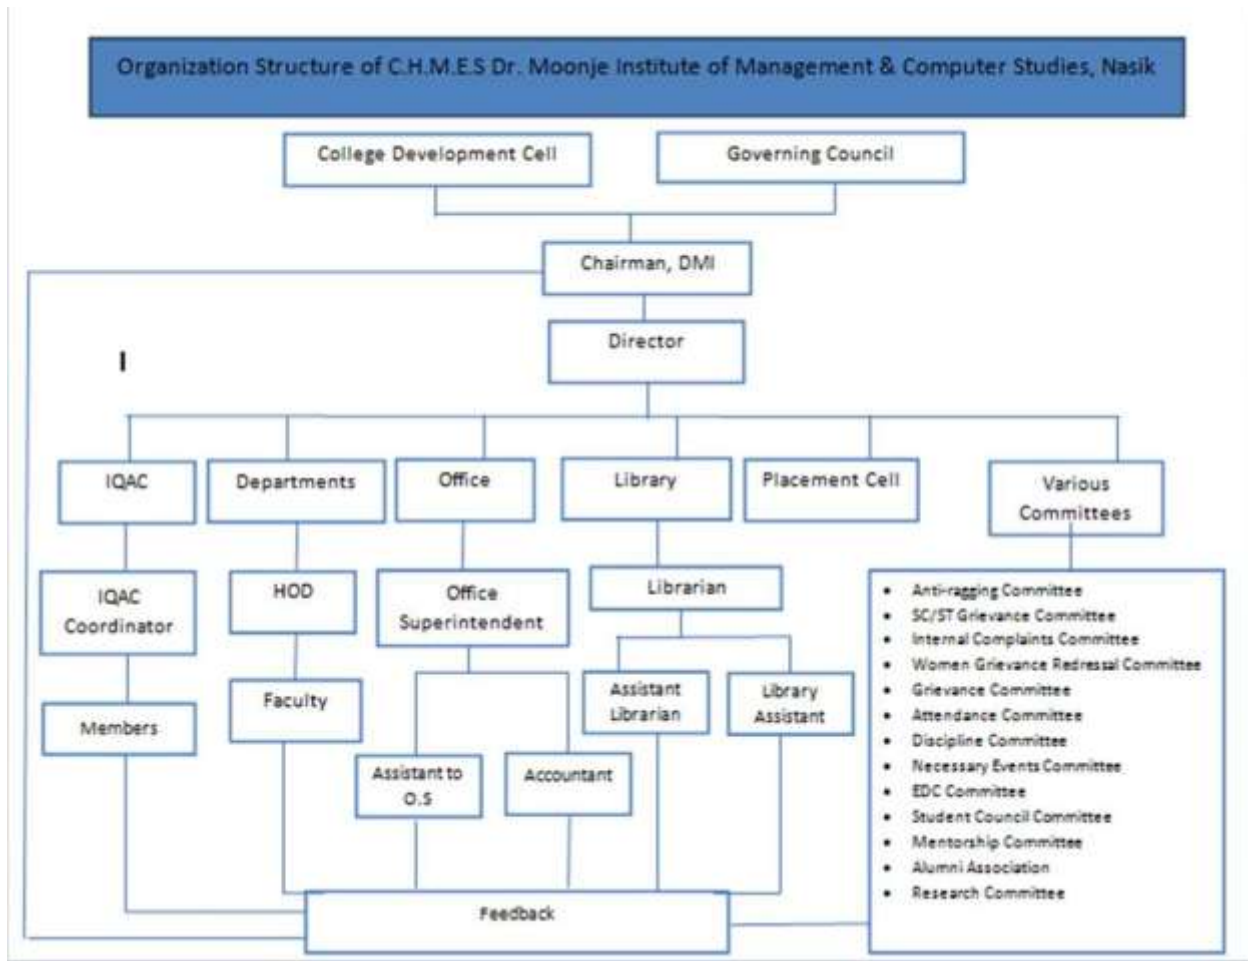 Organization Structure of C.H.M.E.S Dr. Moonje Institute of Management & Computer Studies, Nasik
College Development Cell
Governing Council
Chairman, DMI
Director
I
IQAC
Departments
Office
Library
Placement Cell
Various
Committees
IQAC
Coordinator
HOD
Office
Superintendent
Librarian
Members
Faculty
Assistant
Librarian
Library
Assistant
Assistant to
O.S
Accountant
• Anti-ragging Committee
• SC/ST Grievance Committee
• Internal Complaints Committee
• Women Grievance Redressal Committee
• Grievance Committee
• Attendance Committee
• Discipline Committee
• Necessary Events Committee
• EDC Committee
• Student Council Committee
• Mentorship Committee
• Alumni Association
• Research Committee
Feedback